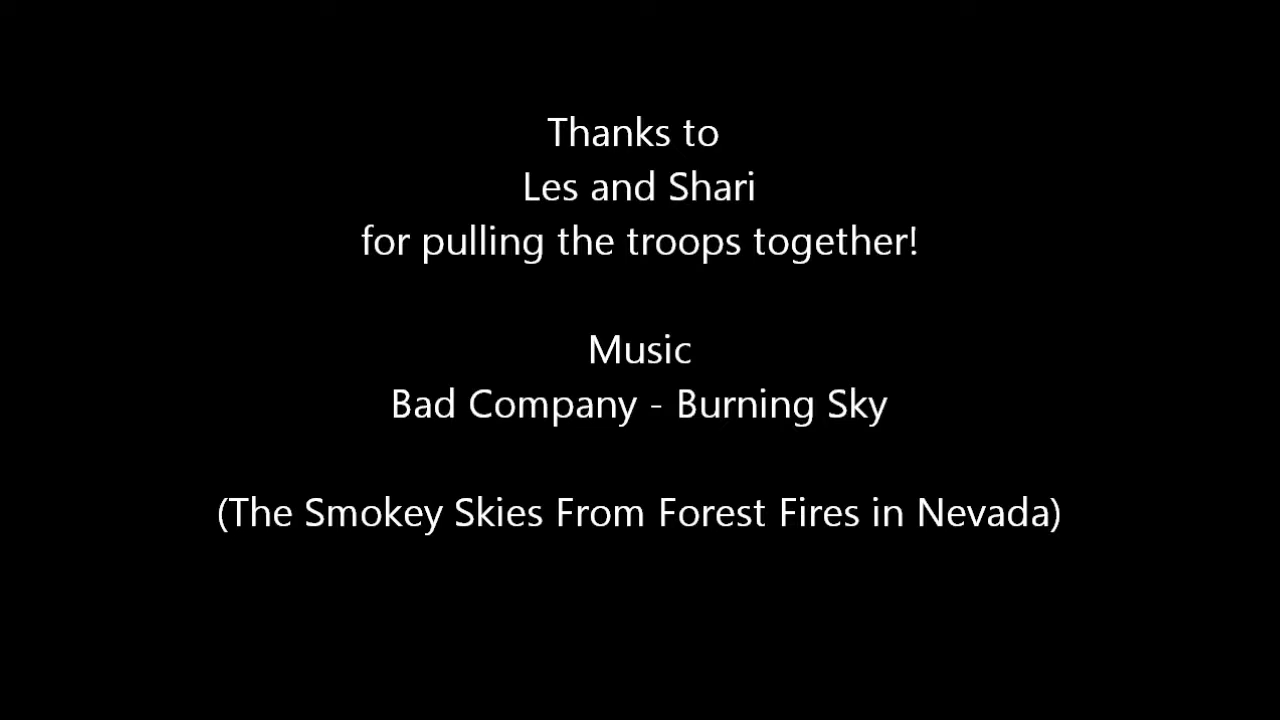 Thanks to
Les and Shari
for pulling the troops together!
Music
Bad Company - Burning Sky
(The Smokey Skies From Forest Fires in Nevada)